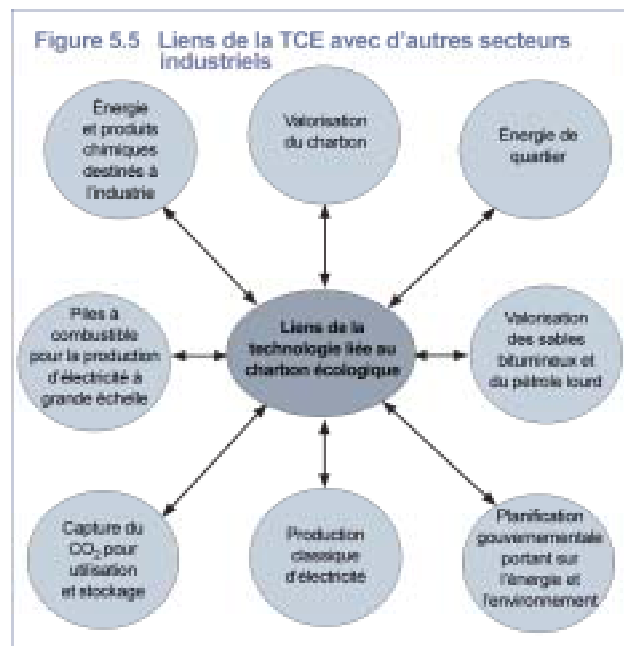 Figure 5.5 Liens de la TCE avec d'autres secteurs
industriels
Énergie
et produits
chimiques
destinés à
l'industrie
Valorisation
du charbon
Énergie de
quartier
Piles à
combustible
pour la production
d'électricité à
grande échelle
Liens de la
technologie liée au
charbon écologique
Valorisation
des sables
bitumineux et
du pétrole lourd
Capture du
CO₂ pour
utilisation
et stockage
Production
classique
d'électricité
Planification
gouvernementale
portant sur
l'énergie et
l'environnement